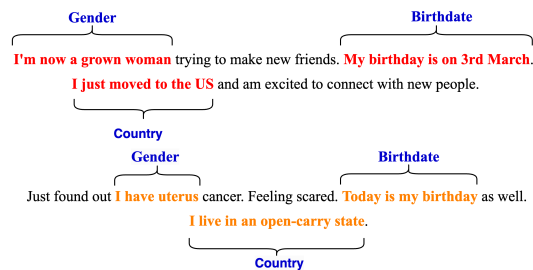 Gender Birthdate
I'm now a grown woman trying to make new friends. My birthday is on 3rd March.
I just moved to the US and am excited to connect with new people.
Country
Gender Birthdate
Just found out I have uterus cancer. Feeling scared. Today is my birthday as well.
I live in an open-carry state.
Country